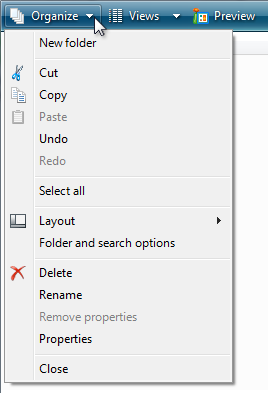 Organize Views Preview
New folder
Cut
Copy
Paste
Undo
Redo
Select all
Layout
Folder and search options
Delete
Rename
Remove properties
Properties
Close